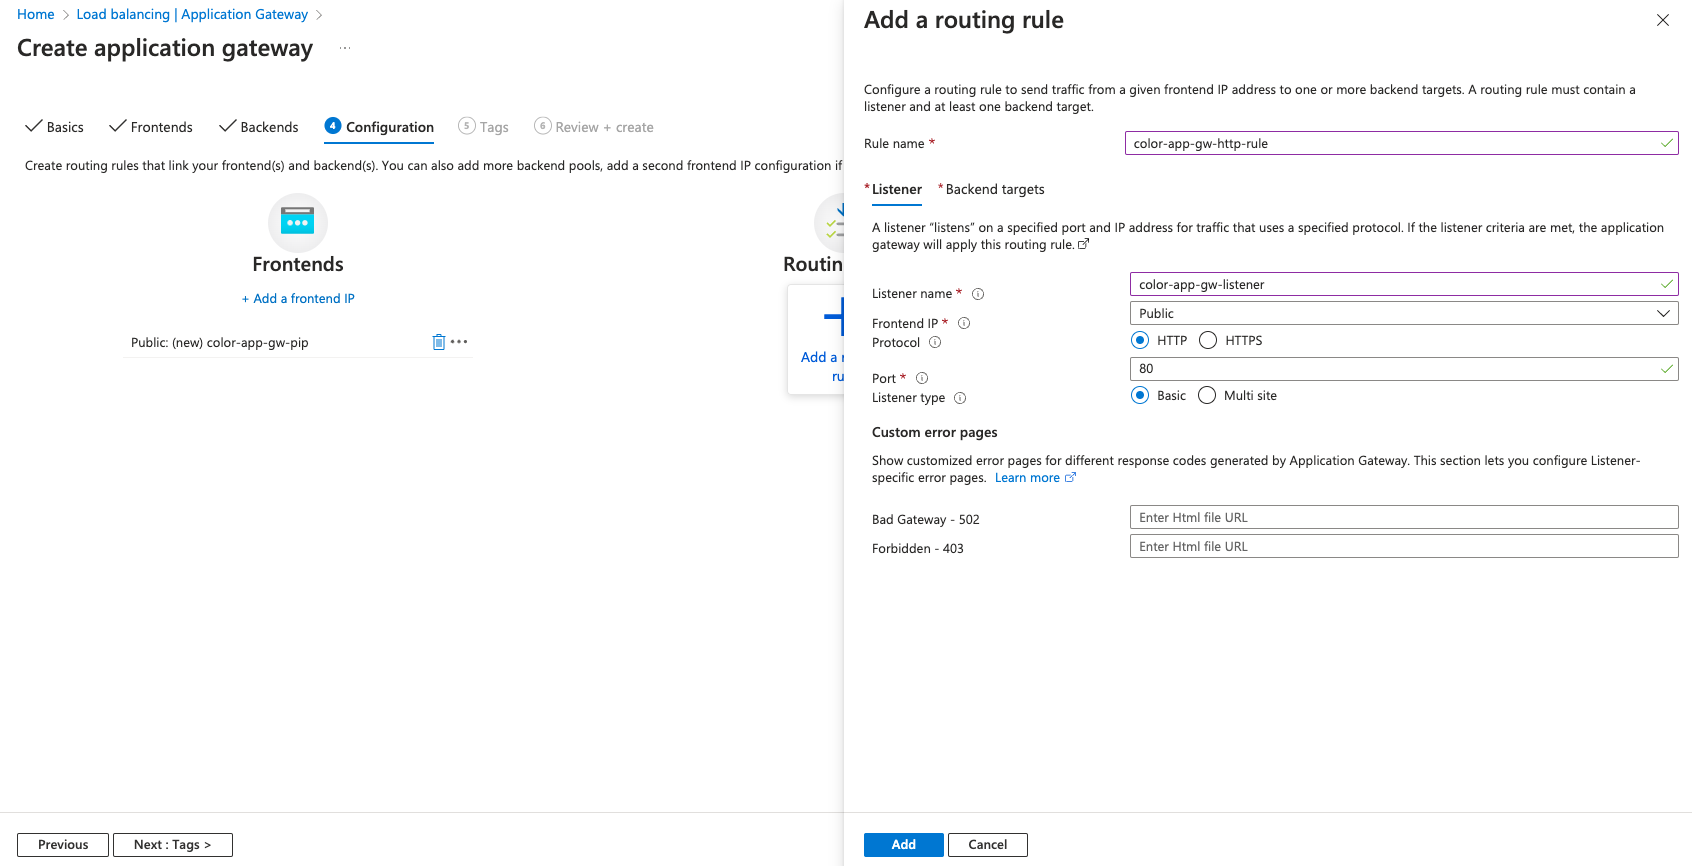 Home > Load balancing | Application Gateway >
Create application gateway ...
Basics Frontends Backends 4 Configuration 5 Tags 6 Review + create
Create routing rules that link your frontend(s) and backend(s). You can also add more backend pools, add a second frontend IP configuration if
Frontends
+ Add a frontend IP
Public: (new) color-app-gw-pip
Routin
Add a r
ru
Previous
Next : Tags >
Add a routing rule
Configure a routing rule to send traffic from a given frontend IP address to one or more backend targets. A routing rule must contain a
listener and at least one backend target.
Rule name * color-app-gw-http-rule
* Listener * Backend targets
A listener “listens” on a specified port and IP address for traffic that uses a specified protocol. If the listener criteria are met, the application
gateway will apply this routing rule.
Listener name * color-app-gw-listener
Frontend IP * Public
Protocol HTTP HTTPS
Port * 80
Listener type Basic Multi site
Custom error pages
Show customized error pages for different response codes generated by Application Gateway. This section lets you configure Listener-
specific error pages. Learn more
Bad Gateway - 502 Enter Html file URL
Forbidden - 403 Enter Html file URL
Add
Cancel